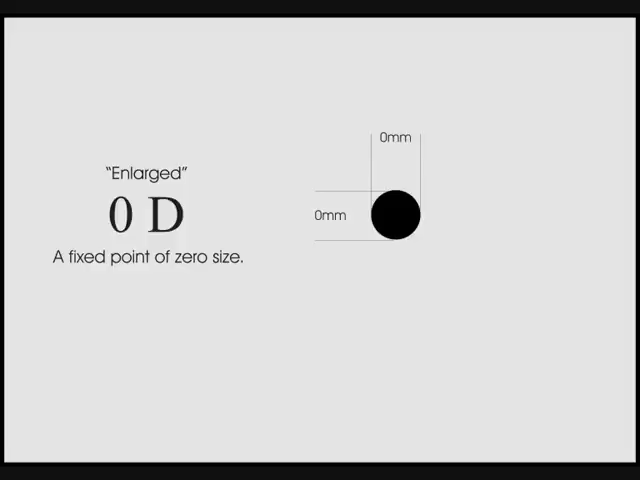 “Enlarged”
0 D
A fixed point of zero size.
0mm
0mm